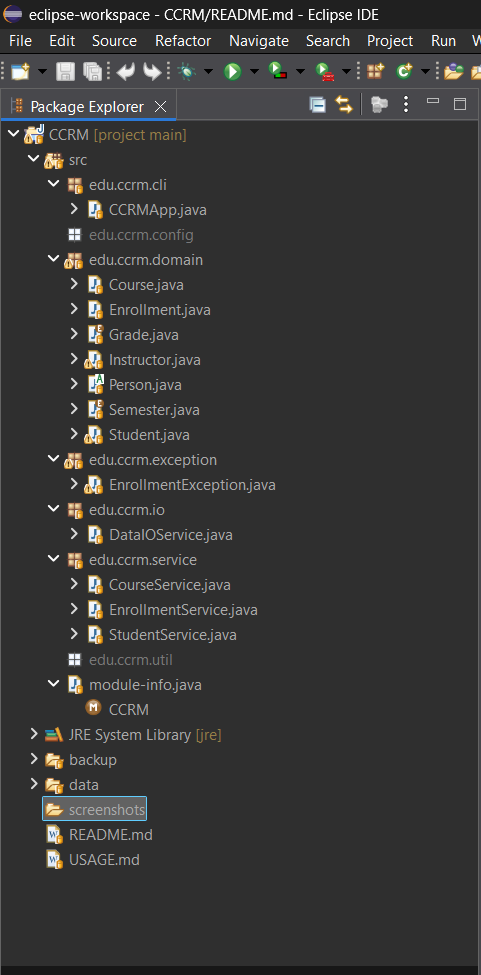 eclipse-workspace - CCRM/README.md - Eclipse IDE
File Edit Source Refactor Navigate Search Project Run
Package Explorer
CCRM [project main]
src
edu.ccrm.cli
CCRMApp.java
edu.ccrm.config
edu.ccrm.domain
Course.java
Enrollment.java
Grade.java
Instructor.java
Person.java
Semester.java
Student.java
edu.ccrm.exception
EnrollmentException.java
edu.ccrm.io
DataIOService.java
edu.ccrm.service
CourseService.java
EnrollmentService.java
StudentService.java
edu.ccrm.util
module-info.java
CCRM
JRE System Library [jre]
backup
data
screenshots
README.md
USAGE.md